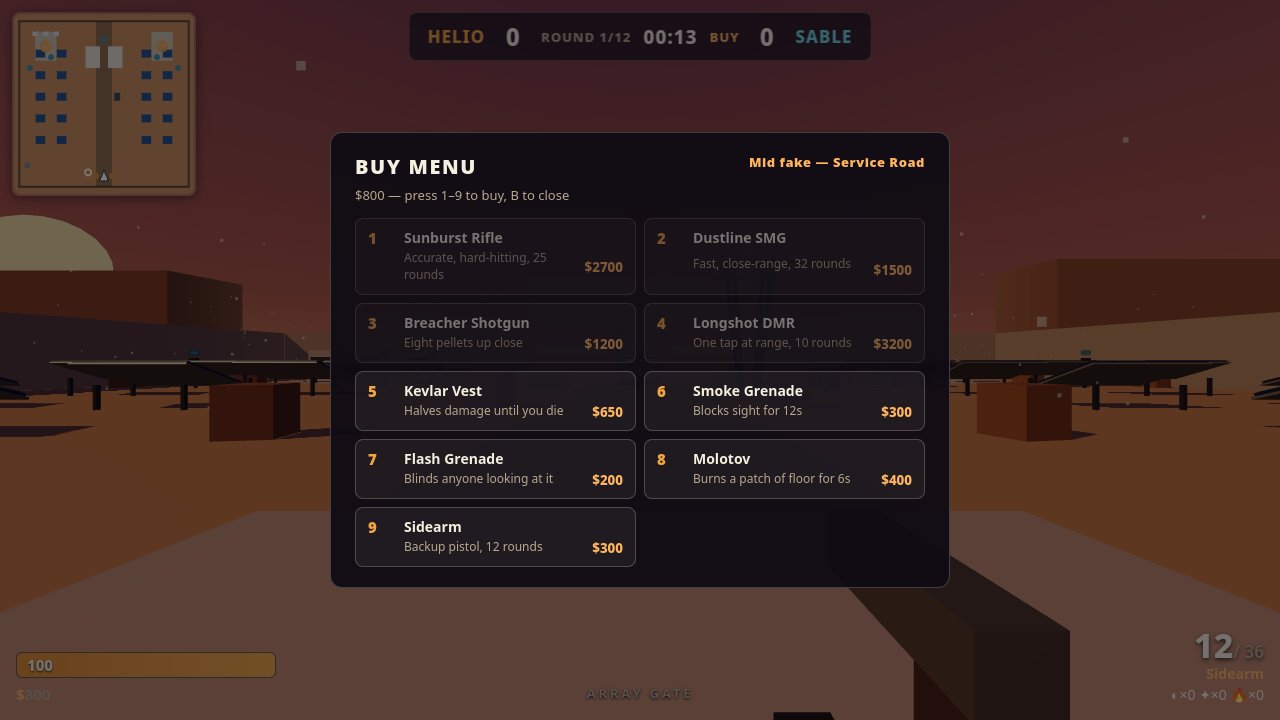 HELIO 0 ROUND 1/12 00:13 BUY 0 SABLE
BUY MENU
Mid fake — Service Road
$800 — press 1–9 to buy, B to close
1 Sunburst Rifle
Accurate, hard-hitting, 25
rounds
$2700
2 Dustline SMG
Fast, close-range, 32 rounds
$1500
3 Breacher Shotgun
Eight pellets up close
$1200
4 Longshot DMR
One tap at range, 10 rounds
$3200
5 Kevlar Vest
Halves damage until you die
$650
6 Smoke Grenade
Blocks sight for 12s
$300
7 Flash Grenade
Blinds anyone looking at it
$200
8 Molotov
Burns a patch of floor for 6s
$400
9 Sidearm
Backup pistol, 12 rounds
$300
100
$800
ARRAY GATE
12 / 36
Sidearm
×0 ×0 ×0